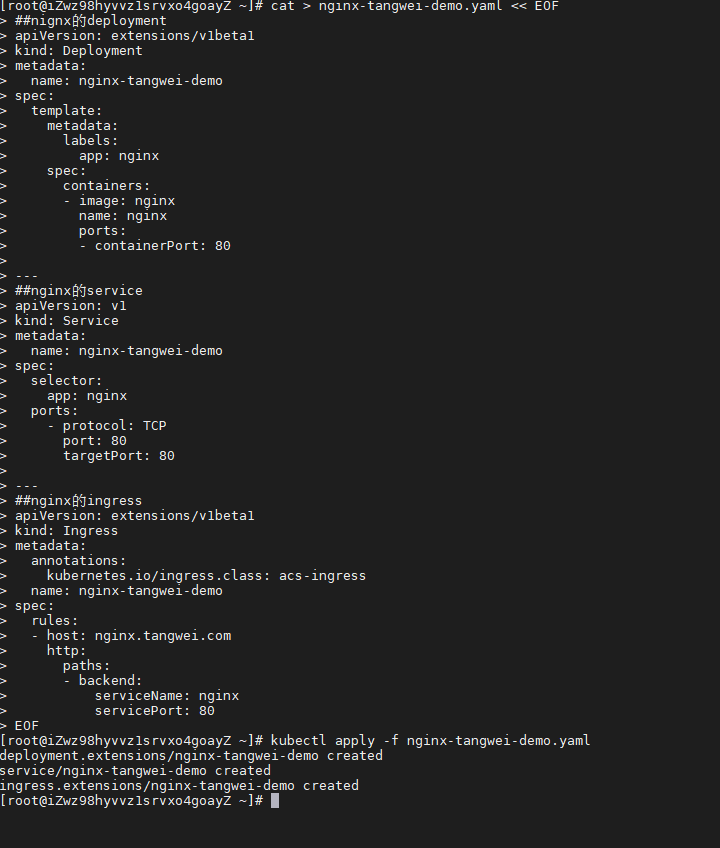 [root@iZwz98hyvvz1srvxo4goayZ ~]# cat > nginx-tangwei-demo.yaml << EOF
> ##nignx的deployment
> apiVersion: extensions/v1beta1
> kind: Deployment
> metadata:
>   name: nginx-tangwei-demo
> spec:
>   template:
>     metadata:
>       labels:
>         app: nginx
>     spec:
>       containers:
>       - image: nginx
>         name: nginx
>         ports:
>         - containerPort: 80
>
> ---
> ##nginx的service
> apiVersion: v1
> kind: Service
> metadata:
>   name: nginx-tangwei-demo
> spec:
>   selector:
>     app: nginx
>   ports:
>     - protocol: TCP
>       port: 80
>       targetPort: 80
>
> ---
> ##nginx的ingress
> apiVersion: extensions/v1beta1
> kind: Ingress
> metadata:
>   annotations:
>     kubernetes.io/ingress.class: acs-ingress
>   name: nginx-tangwei-demo
> spec:
>   rules:
>   - host: nginx.tangwei.com
>     http:
>       paths:
>       - backend:
>           serviceName: nginx
>           servicePort: 80
> EOF
[root@iZwz98hyvvz1srvxo4goayZ ~]# kubectl apply -f nginx-tangwei-demo.yaml
deployment.extensions/nginx-tangwei-demo created
service/nginx-tangwei-demo created
ingress.extensions/nginx-tangwei-demo created
[root@iZwz98hyvvz1srvxo4goayZ ~]#